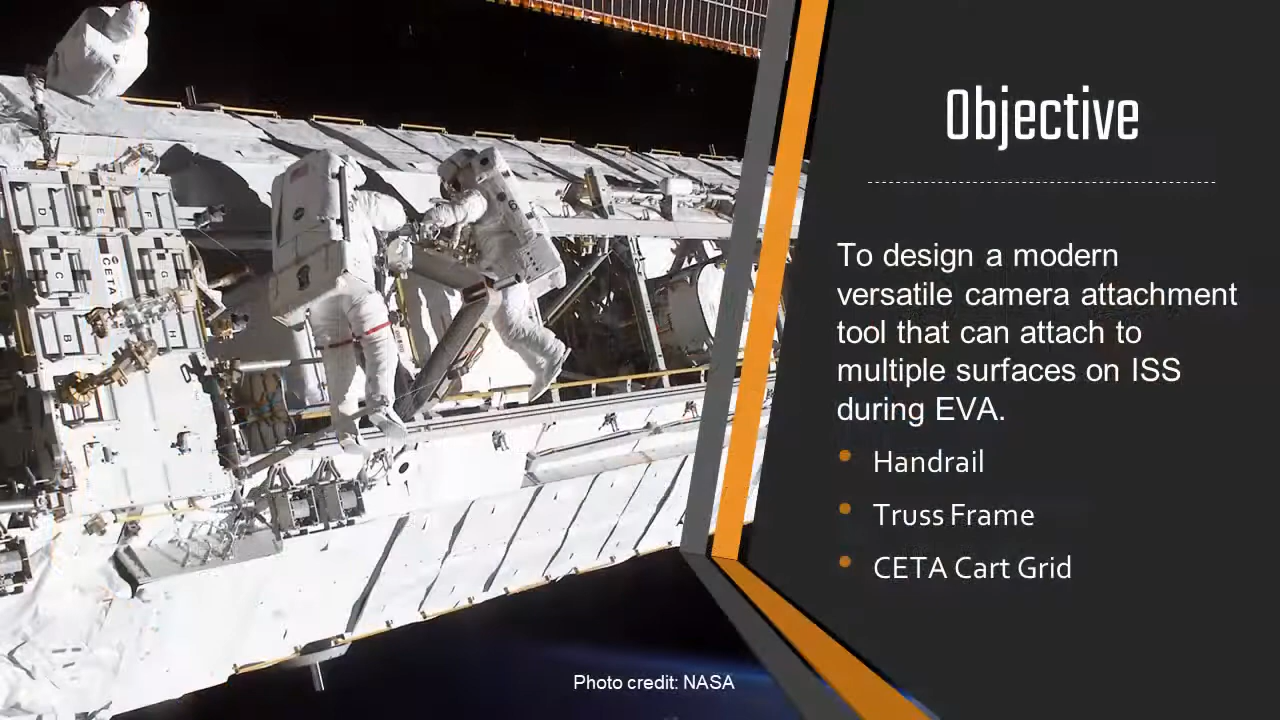 Objective
To design a modern
versatile camera attachment
tool that can attach to
multiple surfaces on ISS
during EVA.
• Handrail
• Truss Frame
• CETA Cart Grid
Photo credit: NASA
D
E
F
C
CETA
G
B
H